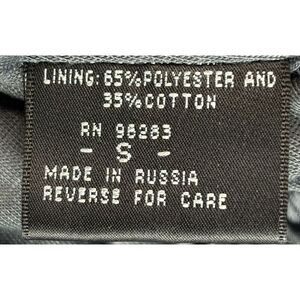 LINING: 65% POLYESTER AND
35% COTTON
RN 98283
- S -
MADE IN RUSSIA
REVERSE FOR CARE